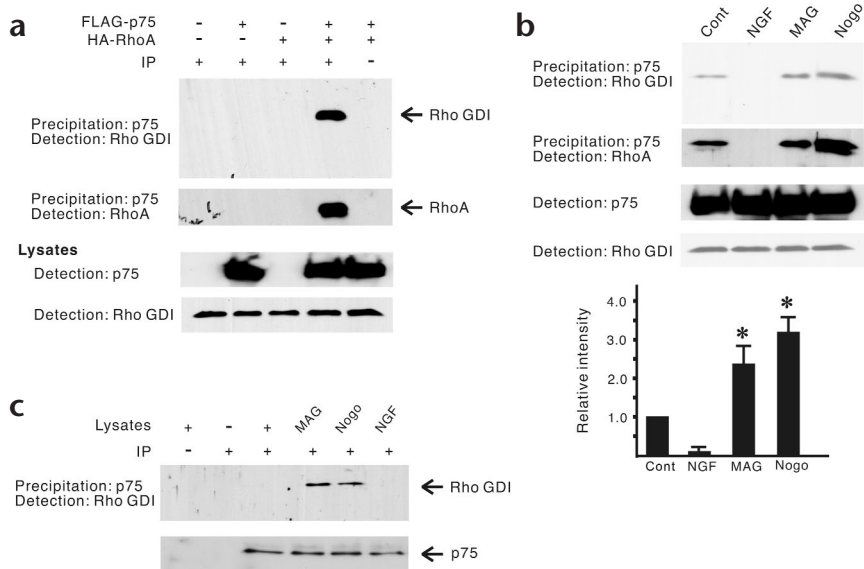 a
FLAG-p75 - + - + +
HA-RhoA - - + + +
IP + + + + -
Precipitation: p75
Detection: Rho GDI
Rho GDI
Precipitation: p75
Detection: RhoA
RhoA
Lysates
Detection: p75
Detection: Rho GDI
b
Cont NGF MAG Nogo
Precipitation: p75
Detection: Rho GDI
Precipitation: p75
Detection: RhoA
Detection: p75
Detection: Rho GDI
Relative intensity
4.0
3.0
2.0
1.0
* *
Cont NGF MAG Nogo
c
Lysates + - + MAG Nogo NGF
IP - + + + + +
Precipitation: p75
Detection: Rho GDI
Rho GDI
p75